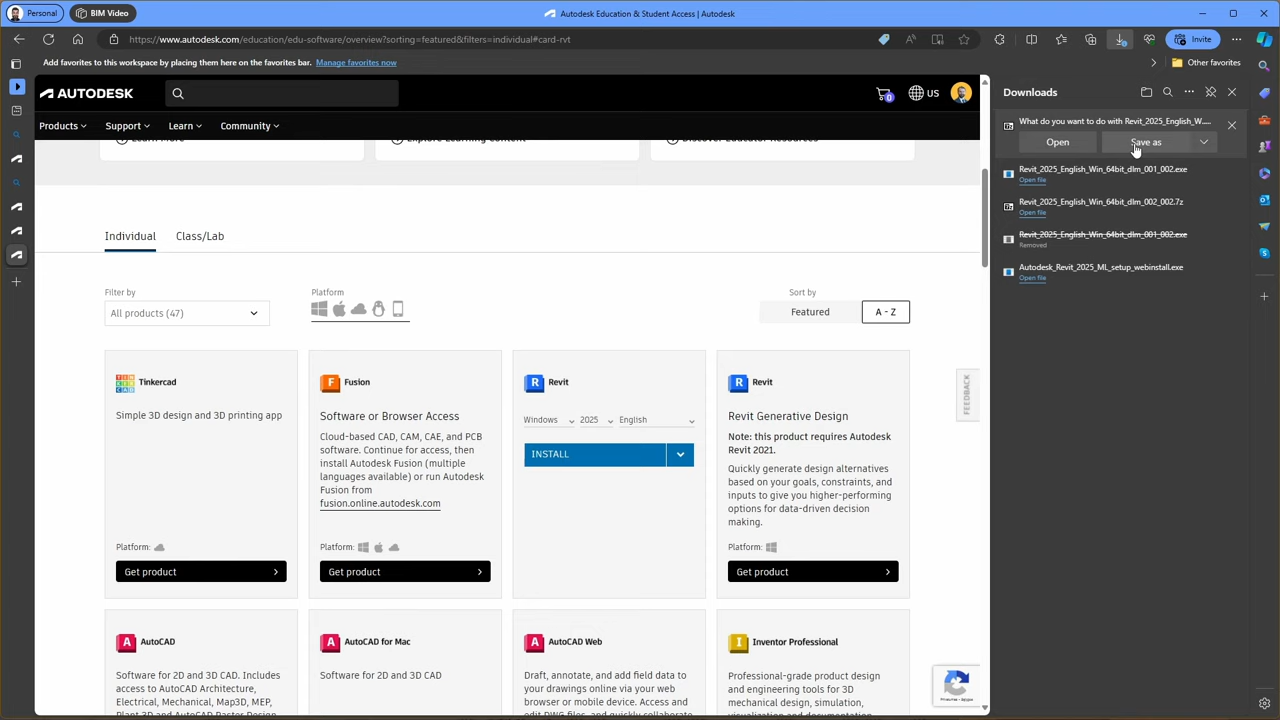 Personal
BIM Video
Autodesk Education & Student Access | Autodesk
https://www.autodesk.com/education/edu-software/overview?sorting=featured&filters=individual#card-rvt
Invite
Add favorites to this workspace by placing them here on the favorites bar. Manage favorites now
Other favorites
AUTODESK
0
US
Products
Support
Learn
Community
Individual
Class/Lab
Filter by
All products (47)
Platform
Sort by
Featured
A - Z
Tinkercad
Simple 3D design and 3D printing app
Platform:
Get product
F Fusion
Software or Browser Access
Cloud-based CAD, CAM, CAE, and PCB
software. Continue for access, then
install Autodesk Fusion (multiple
languages available) or run Autodesk
Fusion from
fusion.online.autodesk.com
Platform:
Get product
R Revit
Windows
2025
English
INSTALL
R Revit
Revit Generative Design
Note: this product requires Autodesk
Revit 2021.
Quickly generate design alternatives
based on your goals, constraints, and
inputs to give you higher-performing
options for data-driven decision
making.
Platform:
Get product
A AutoCAD
Software for 2D and 3D CAD. Includes
access to AutoCAD Architecture,
Electrical, Mechanical, Map3D, MEP,
A AutoCAD for Mac
Software for 2D and 3D CAD
A AutoCAD Web
Draft, annotate, and add field data to
your drawings online via your web
browser or mobile device. Access and
I Inventor Professional
Professional-grade product design
and engineering tools for 3D
mechanical design, simulation,
FEEDBACK
Downloads
What do you want to do with Revit_2025_English_W....
Open
Save as
Revit_2025_English_Win_64bit_dlm_001_002.exe
Open file
Revit_2025_English_Win_64bit_dlm_002_002.7z
Open file
Revit_2025_English_Win_64bit_dlm_001_002.exe
Removed
Autodesk_Revit_2025_ML_setup_webinstall.exe
Open file